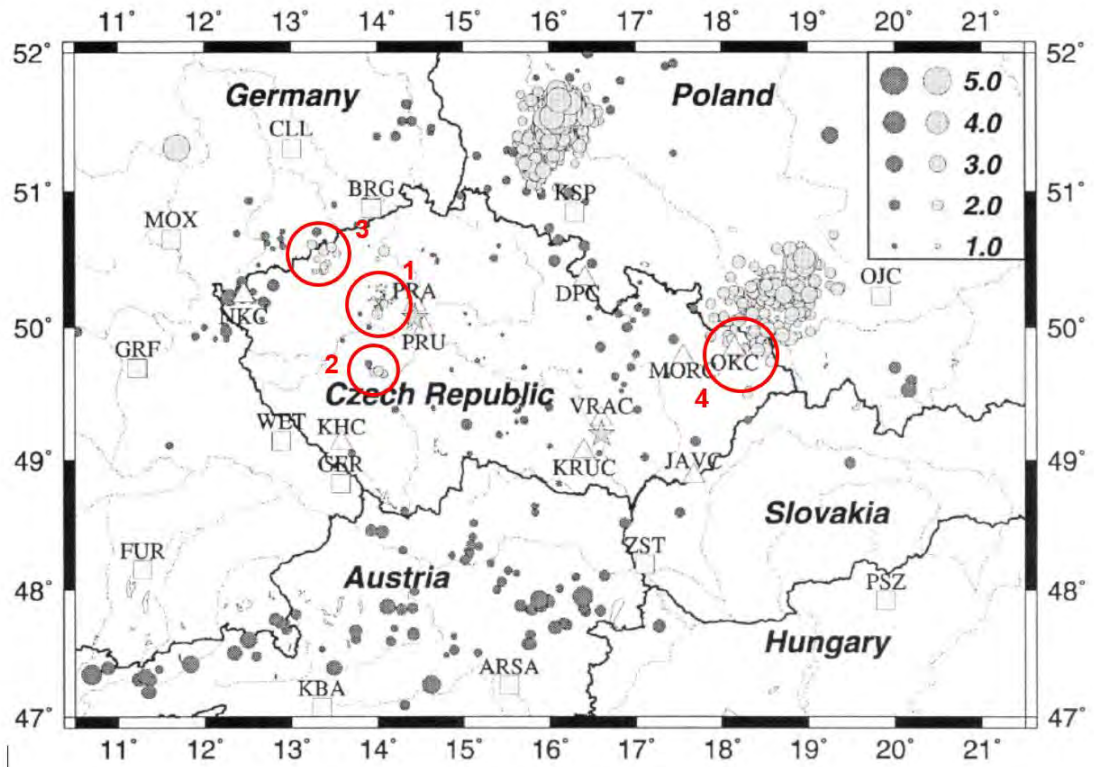 11° 12° 13° 14° 15° 16° 17° 18° 19° 20° 21°
52° 52°
Germany Poland 5.0
4.0
CLL
3.0
51° 51°
BRG KSP 2.0
MOX 3
1.0
1 OJC
PRA DPC
NKC
50° 50°
PRU
GRF OKC
MORC
2
Czech Republic 4
VRAC
WET KHC
49° KRUC JAVC 49°
GER
Slovakia
FUR ZST
Austria
48° PSZ 48°
Hungary
ARSA
KBA
47° 47°
11° 12° 13° 14° 15° 16° 17° 18° 19° 20° 21°